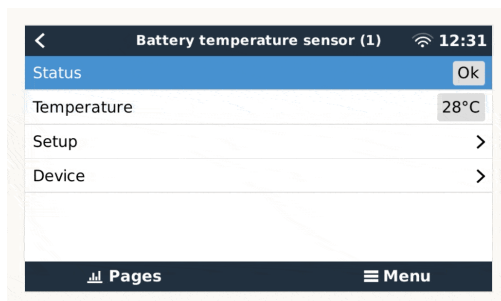 Battery temperature sensor (1) 12:31
Status Ok
Temperature 28°C
Setup
Device
Pages Menu